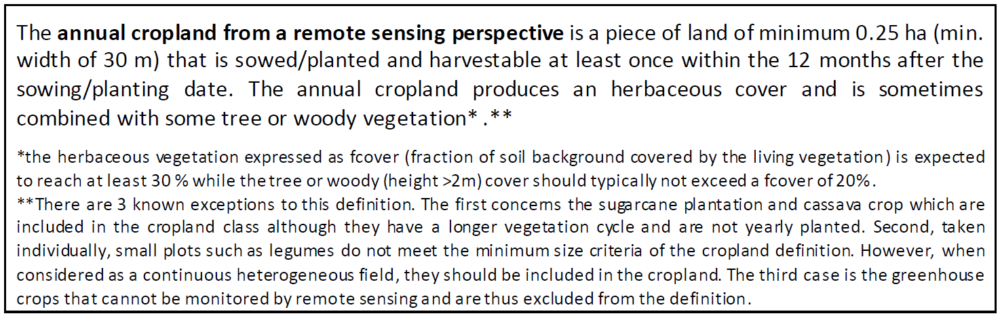 The annual cropland from a remote sensing perspective is a piece of land of minimum 0.25 ha (min.
width of 30 m) that is sowed/planted and harvestable at least once within the 12 months after the
sowing/planting date. The annual cropland produces an herbaceous cover and is sometimes
combined with some tree or woody vegetation* .**
*the herbaceous vegetation expressed as fcover (fraction of soil background covered by the living vegetation) is expected
to reach at least 30 % while the tree or woody (height >2m) cover should typically not exceed a fcover of 20%.
**There are 3 known exceptions to this definition. The first concerns the sugarcane plantation and cassava crop which are
included in the cropland class although they have a longer vegetation cycle and are not yearly planted. Second, taken
individually, small plots such as legumes do not meet the minimum size criteria of the cropland definition. However, when
considered as a continuous heterogeneous field, they should be included in the cropland. The third case is the greenhouse
crops that cannot be monitored by remote sensing and are thus excluded from the definition.